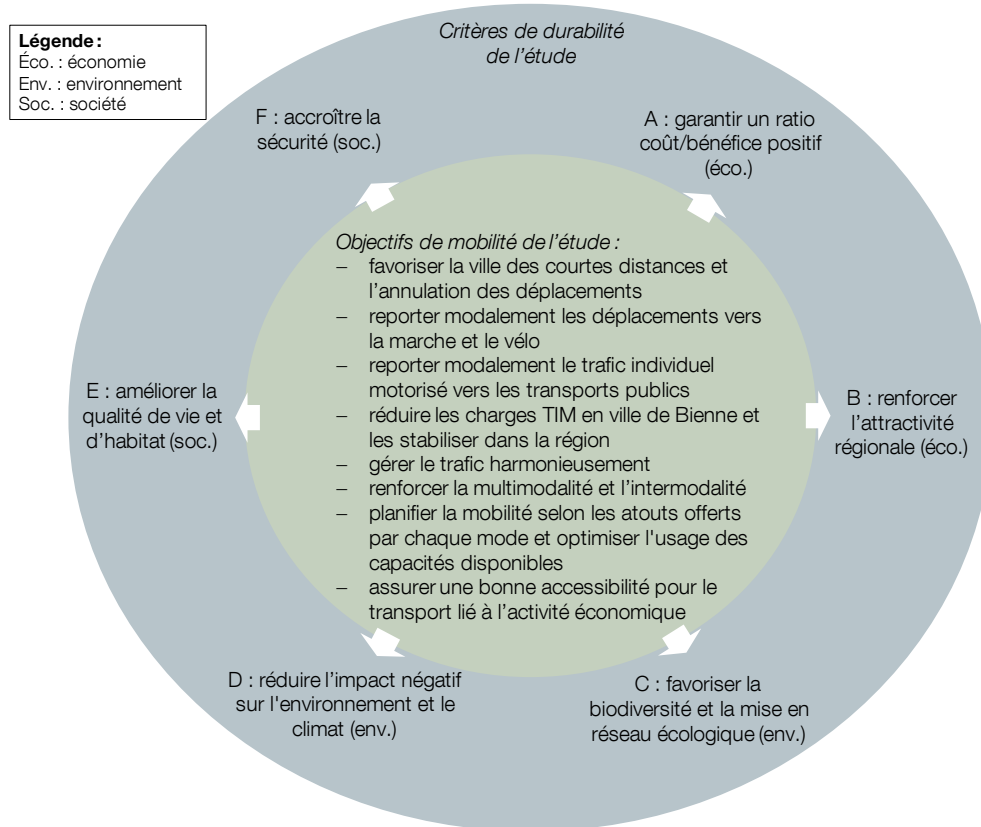 Légende :
Éco. : économie
Env. : environnement
Soc. : société
Critères de durabilité
de l'étude
F : accroître la
sécurité (soc.)
A : garantir un ratio
coût/bénéfice positif
(éco.)
Objectifs de mobilité de l'étude :
– favoriser la ville des courtes distances et
l'annulation des déplacements
– reporter modalement les déplacements vers
la marche et le vélo
– reporter modalement le trafic individuel
motorisé vers les transports publics
– réduire les charges TIM en ville de Bienne et
les stabiliser dans la région
– gérer le trafic harmonieusement
– renforcer la multimodalité et l'intermodalité
– planifier la mobilité selon les atouts offerts
par chaque mode et optimiser l'usage des
capacités disponibles
– assurer une bonne accessibilité pour le
transport lié à l'activité économique
E : améliorer la
qualité de vie et
d'habitat (soc.)
B : renforcer
l'attractivité
régionale (éco.)
D : réduire l'impact négatif
sur l'environnement et le
climat (env.)
C : favoriser la
biodiversité et la mise en
réseau écologique (env.)